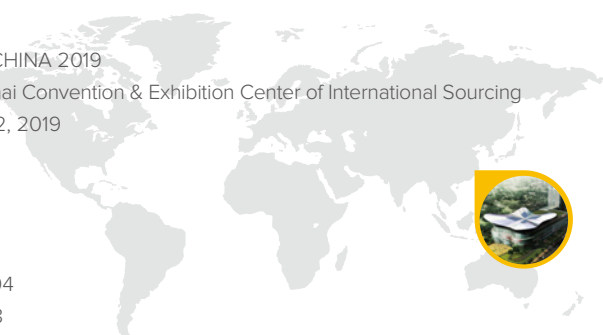 CHINA 2019
ai Convention & Exhibition Center of International Sourcing
2, 2019
04
3